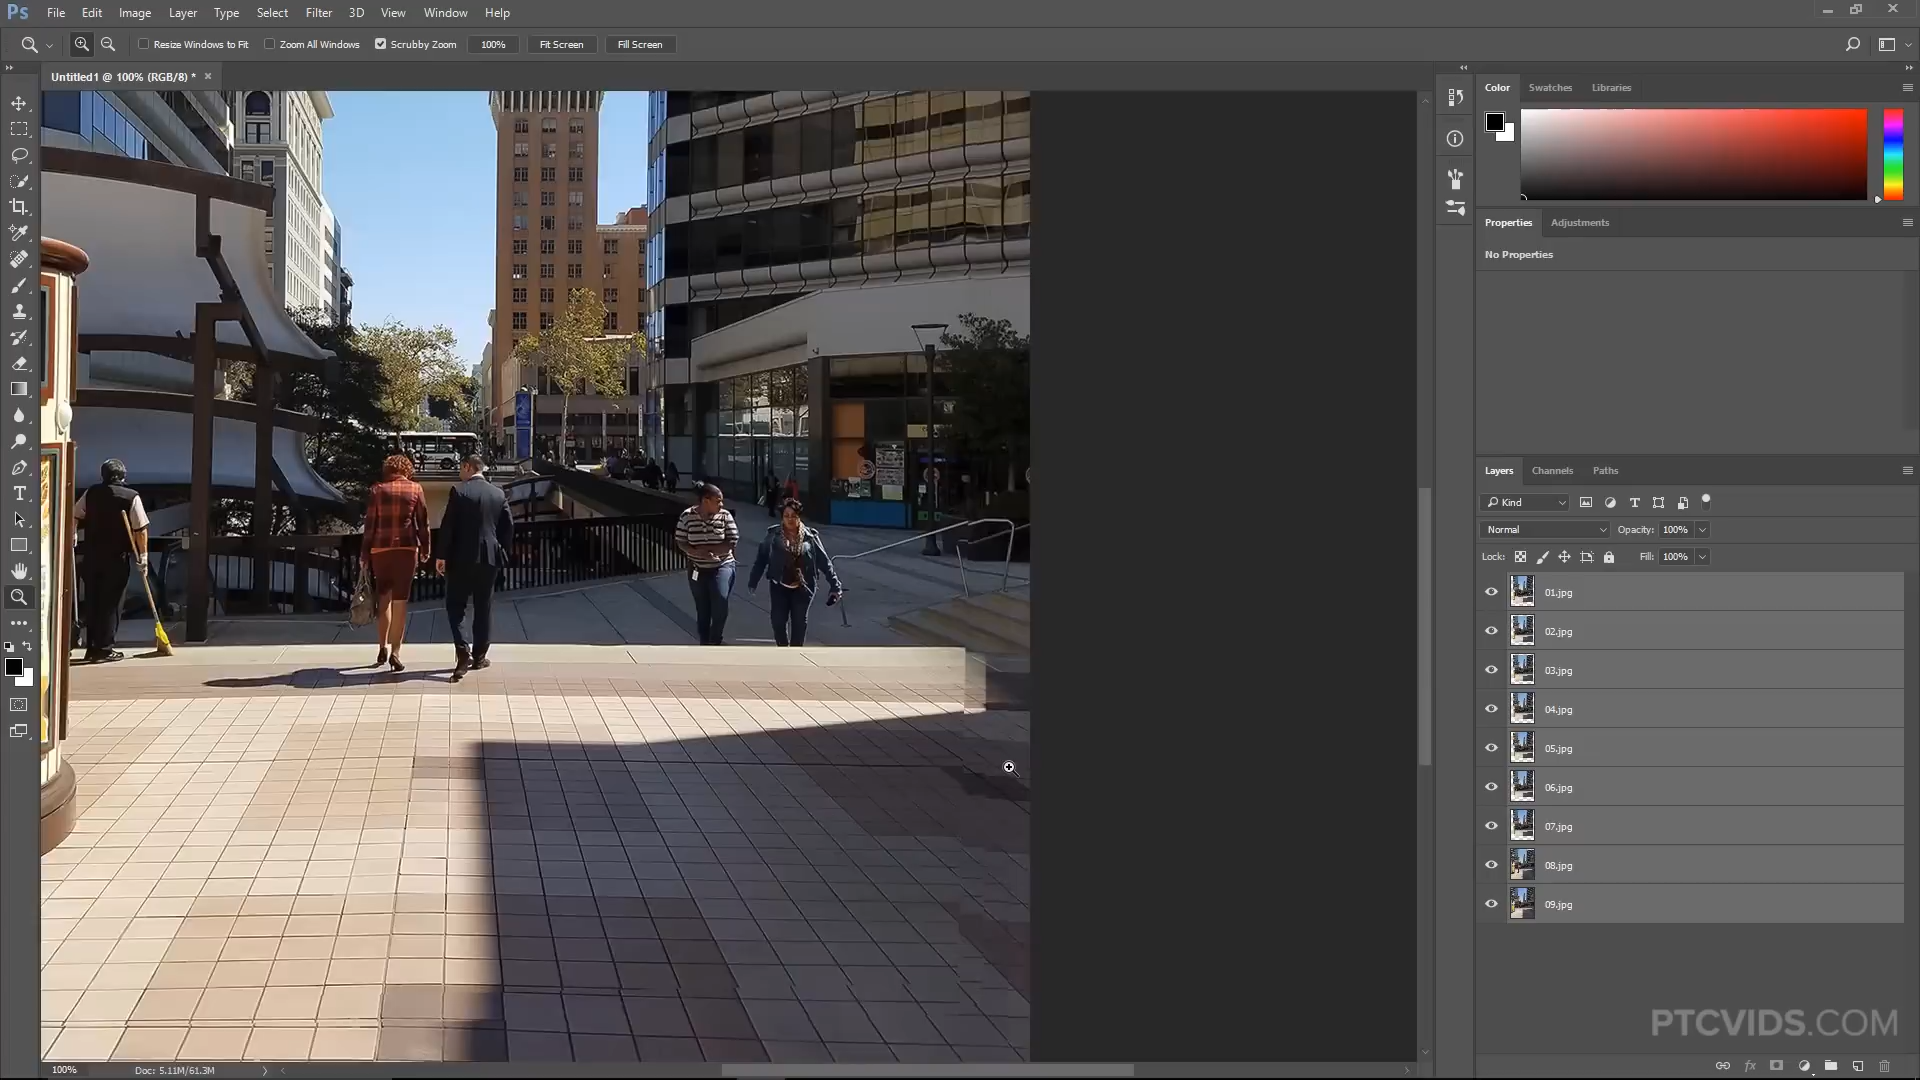 Ps File Edit Image Layer Type Select Filter 3D View Window Help
Resize Windows to Fit Zoom All Windows Scrubby Zoom 100% Fit Screen Fill Screen
Untitled1 @ 100% (RGB/8) * ×
Color Swatches Libraries
Properties Adjustments
No Properties
Layers Channels Paths
Kind
Normal Opacity: 100%
Lock: Fill: 100%
01.jpg
02.jpg
03.jpg
04.jpg
05.jpg
06.jpg
07.jpg
08.jpg
09.jpg
PTCVIDS.COM
100% Doc: 5.11M/61.3M
fx